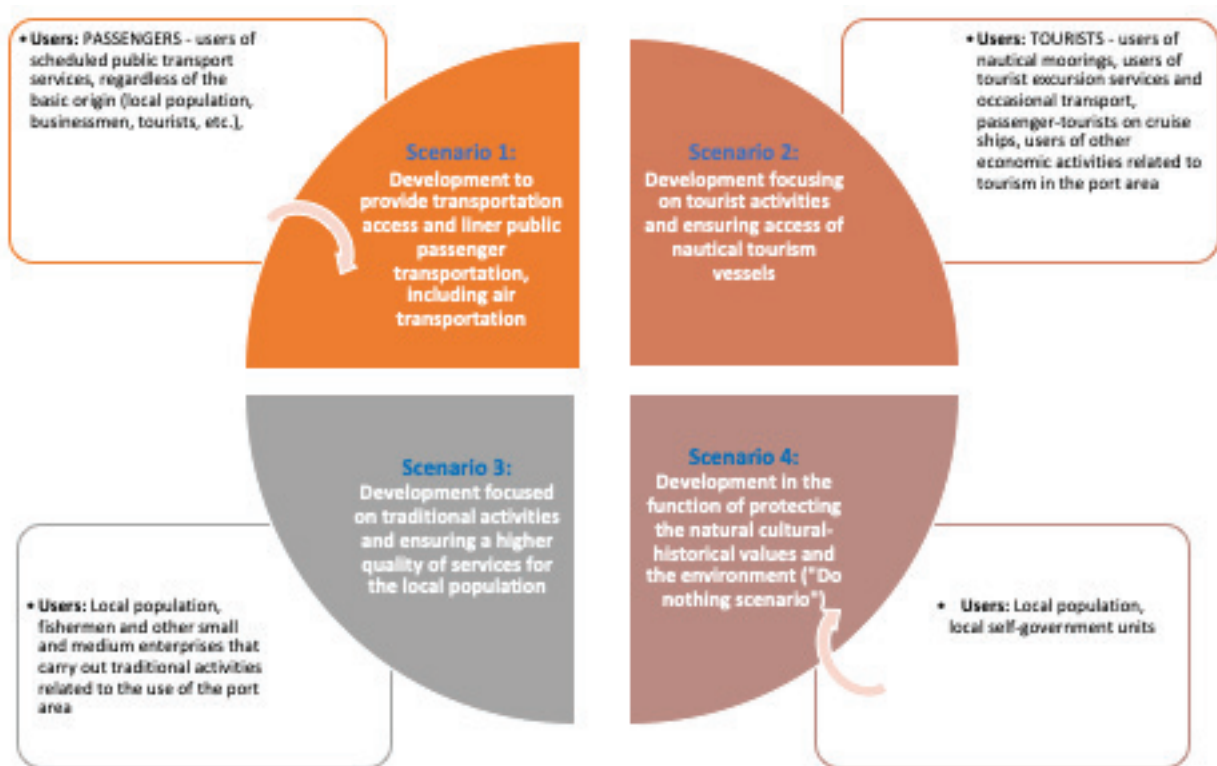 • Users: PASSENGERS - users of
scheduled public transport
services, regardless of the
basic origin (local population,
businessmen, tourists, etc.),
Scenario 1:
Development to
provide transportation
access and liner public
passenger
transportation,
including air
transportation
Scenario 2:
Development focusing
on tourist activities
and ensuring access of
nautical tourism
vessels
• Users: TOURISTS - users of
nautical moorings, users of
tourist excursion services and
occasional transport,
passenger-tourists on cruise
ships, users of other
economic activities related to
tourism in the port area
Scenario 3:
Development focused
on traditional activities
and ensuring a higher
quality of services for
the local population
• Users: Local population,
fishermen and other small
and medium enterprises that
carry out traditional activities
related to the use of the port
area
Scenario 4:
Development in the
function of protecting
the natural cultural-
historical values and
the environment ("Do
nothing scenario")
• Users: Local population,
local self-government units